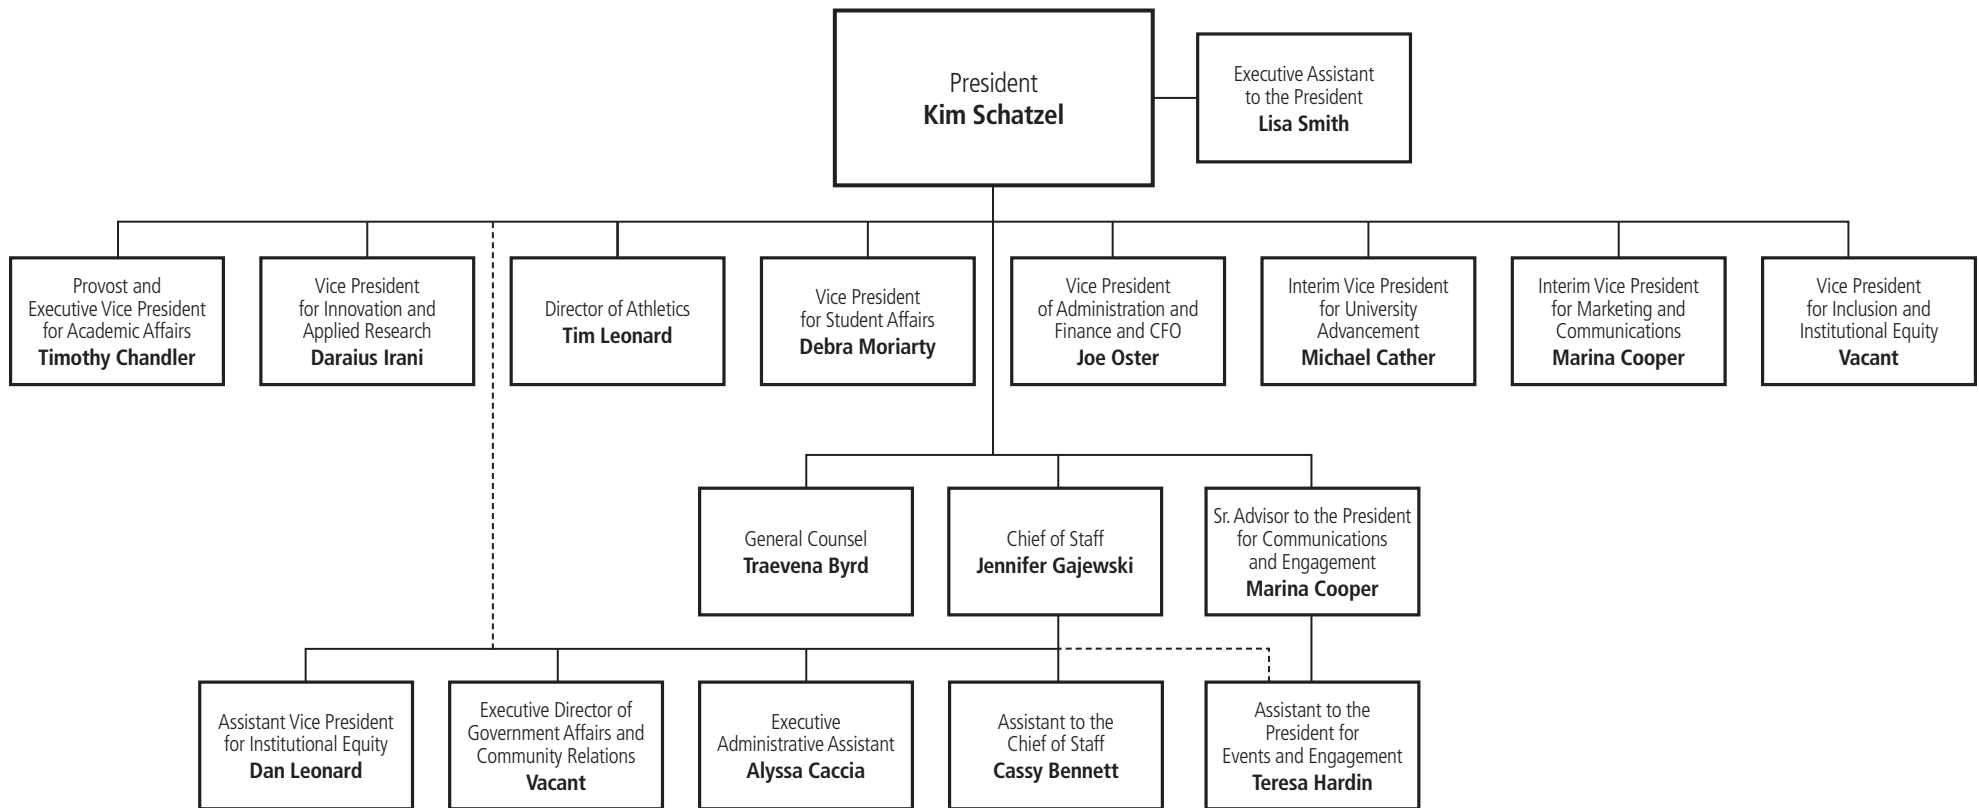 President
Kim Schatzel
Executive Assistant
to the President
Lisa Smith
Provost and
Executive Vice President
for Academic Affairs
Timothy Chandler
Vice President
for Innovation and
Applied Research
Daraius Irani
Director of Athletics
Tim Leonard
Vice President
for Student Affairs
Debra Moriarty
Vice President
of Administration and
Finance and CFO
Joe Oster
Interim Vice President
for University
Advancement
Michael Cather
Interim Vice President
for Marketing and
Communications
Marina Cooper
Vice President
for Inclusion and
Institutional Equity
Vacant
General Counsel
Traevena Byrd
Chief of Staff
Jennifer Gajewski
Sr. Advisor to the President
for Communications
and Engagement
Marina Cooper
Assistant Vice President
for Institutional Equity
Dan Leonard
Executive Director of
Government Affairs and
Community Relations
Vacant
Executive
Administrative Assistant
Alyssa Caccia
Assistant to the
Chief of Staff
Cassy Bennett
Assistant to the
President for
Events and Engagement
Teresa Hardin